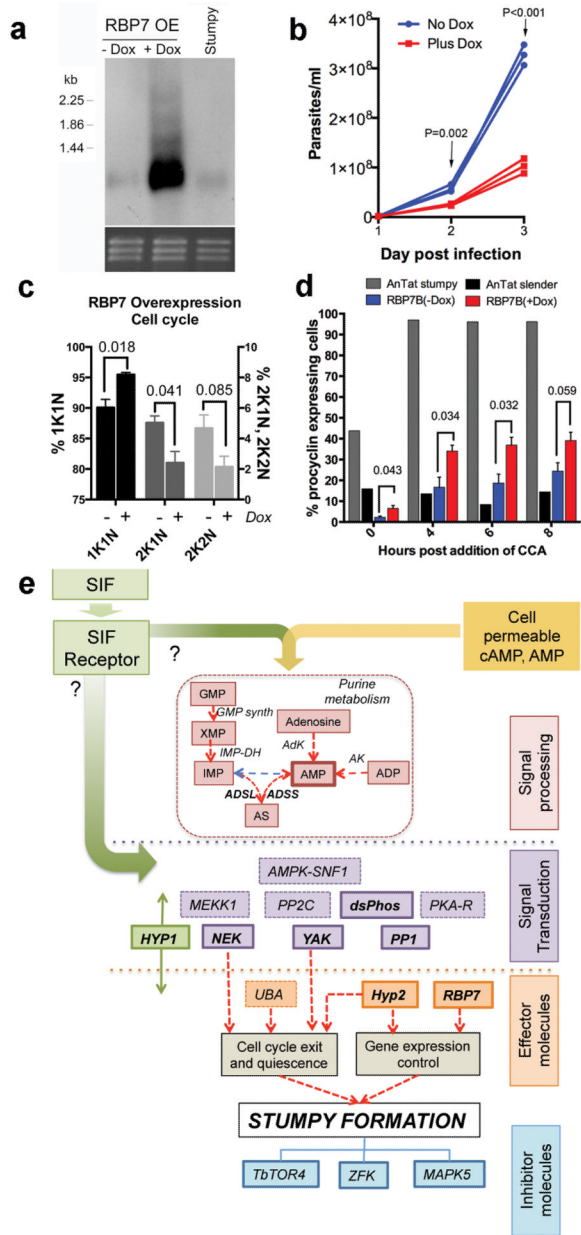 a
RBP7 OE
- Dox + Dox
Stumpy
kb
2.25
1.86
1.44
b
No Dox
Plus Dox
P<0.001
P=0.002
Parasites/ml
4×10⁸
3×10⁸
2×10⁸
1×10⁸
0
1 2 3
Day post infection
c
RBP7 Overexpression
Cell cycle
0.018
0.041
0.085
% 1K1N
100
95
90
85
80
75
% 2K1N, 2K2N
10
8
6
4
2
0
- + - + - + Dox
1K1N 2K1N 2K2N
d
AnTat stumpy
AnTat slender
RBP7B(-Dox)
RBP7B(+Dox)
% procyclin expressing cells
100
90
80
70
60
50
40
30
20
10
0
0.043
0.034
0.032
0.059
0 4 6 8
Hours post addition of CCA
e
SIF
SIF
Receptor
?
?
Cell
permeable
cAMP, AMP
Purine
metabolism
GMP
GMP synth
XMP
IMP-DH
IMP
Adenosine
AdK
AMP
AK
ADP
ADSL
ADSS
AS
Signal
processing
AMPK-SNF1
MEKK1
PP2C
dsPhos
PKA-R
HYP1
NEK
YAK
PP1
Signal
Transduction
UBA
Hyp2
RBP7
Cell cycle exit
and quiescence
Gene expression
control
Effector
molecules
STUMPY FORMATION
TbTOR4
ZFK
MAPK5
Inhibitor
molecules